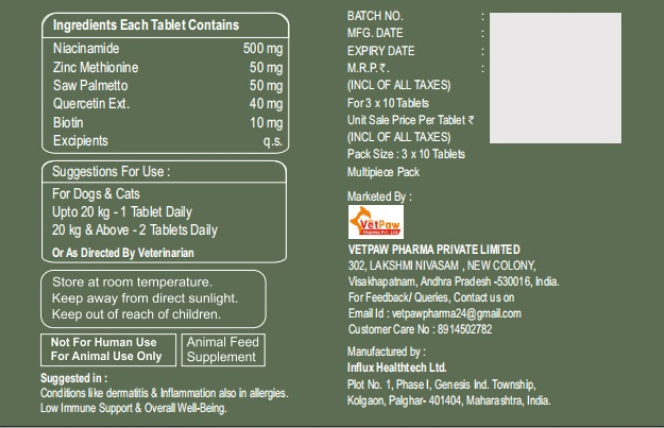 Ingredients Each Tablet Contains
Niacinamide 500 mg
Zinc Methionine 50 mg
Saw Palmetto 50 mg
Quercetin Ext. 40 mg
Biotin 10 mg
Excipients q.s.
Suggestions For Use :
For Dogs & Cats
Upto 20 kg - 1 Tablet Daily
20 kg & Above - 2 Tablets Daily
Or As Directed By Veterinarian
Store at room temperature.
Keep away from direct sunlight.
Keep out of reach of children.
Not For Human Use
For Animal Use Only
Animal Feed
Supplement
Suggested in :
Conditions like dermatitis & Inflammation also in allergies.
Low Immune Support & Overall Well-Being.
BATCH NO. :
MFG. DATE :
EXPIRY DATE :
M.R.P.₹. :
(INCL OF ALL TAXES)
For 3 x 10 Tablets
Unit Sale Price Per Tablet ₹
(INCL OF ALL TAXES)
Pack Size : 3 x 10 Tablets
Multipiece Pack
Marketed By :
VetPaw
Pharma Pvt. Ltd.
VETPAW PHARMA PRIVATE LIMITED
302, LAKSHMI NIVASAM , NEW COLONY,
Visakhapatnam, Andhra Pradesh -530016, India.
For Feedback/ Queries, Contact us on
Email Id : vetpawpharma24@gmail.com
Customer Care No : 8914502782
Manufactured by :
Influx Healthtech Ltd.
Plot No. 1, Phase I, Genesis Ind. Township,
Kolgaon, Palghar- 401404, Maharashtra, India.